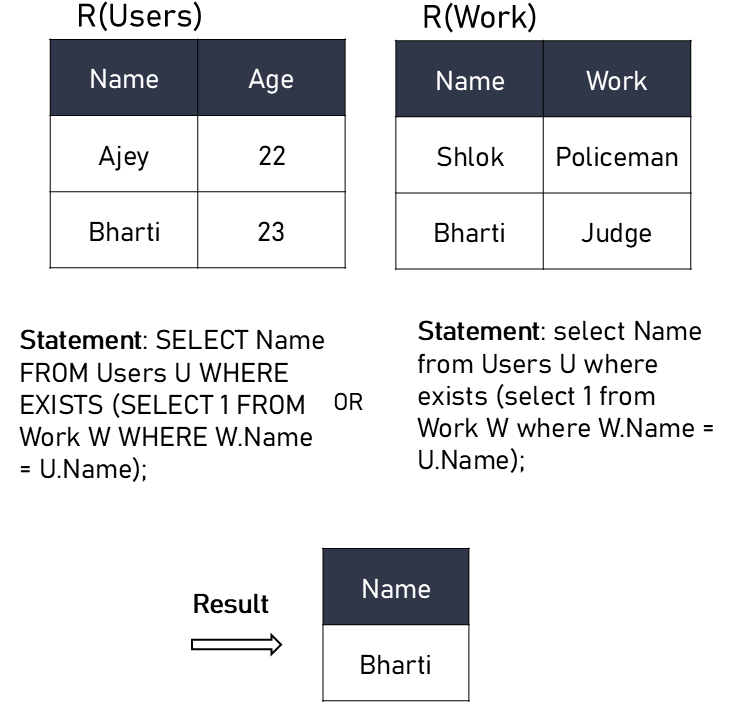 R(Users)
R(Work)
Name Age
Ajey 22
Bharti 23
Name Work
Shlok Policeman
Bharti Judge
Statement: SELECT Name
FROM Users U WHERE
EXISTS (SELECT 1 FROM
Work W WHERE W.Name
= U.Name);
OR
Statement: select Name
from Users U where
exists (select 1 from
Work W where W.Name =
U.Name);
Result
Name
Bharti